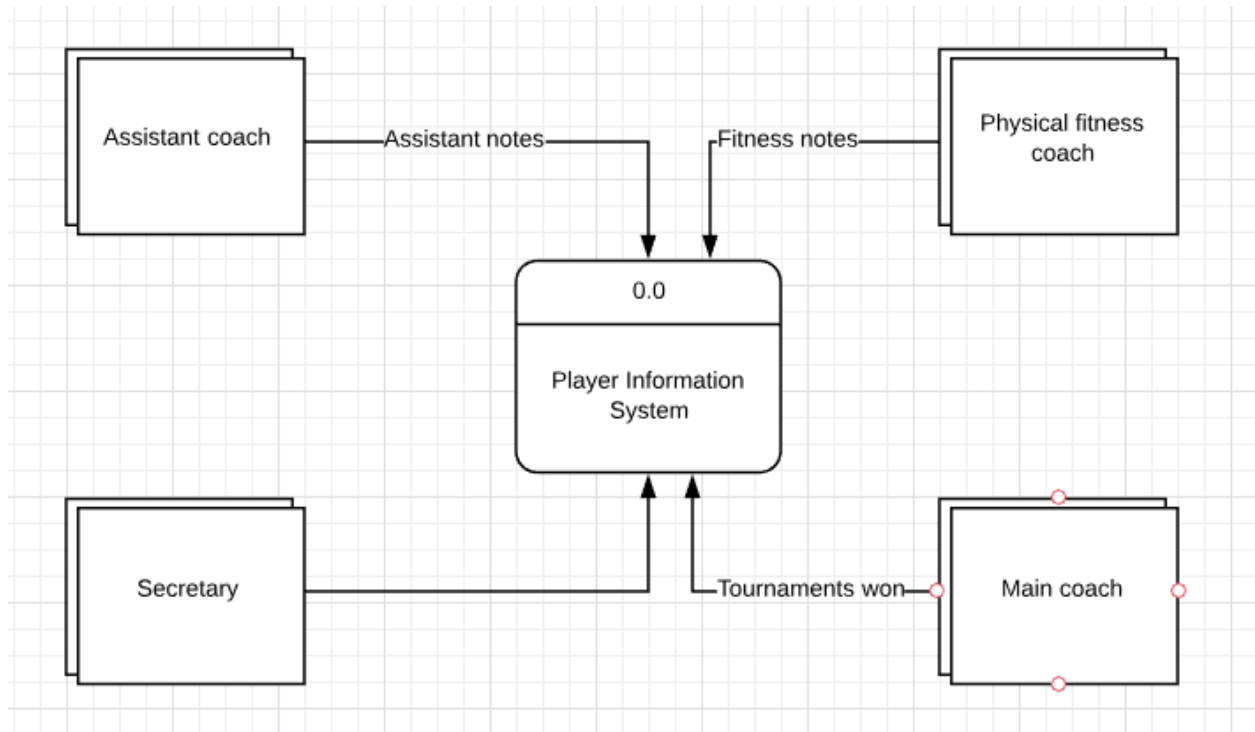 Assistant coach
Assistant notes
Fitness notes
Physical fitness
coach
0.0
Player Information
System
Secretary
Tournaments won
Main coach